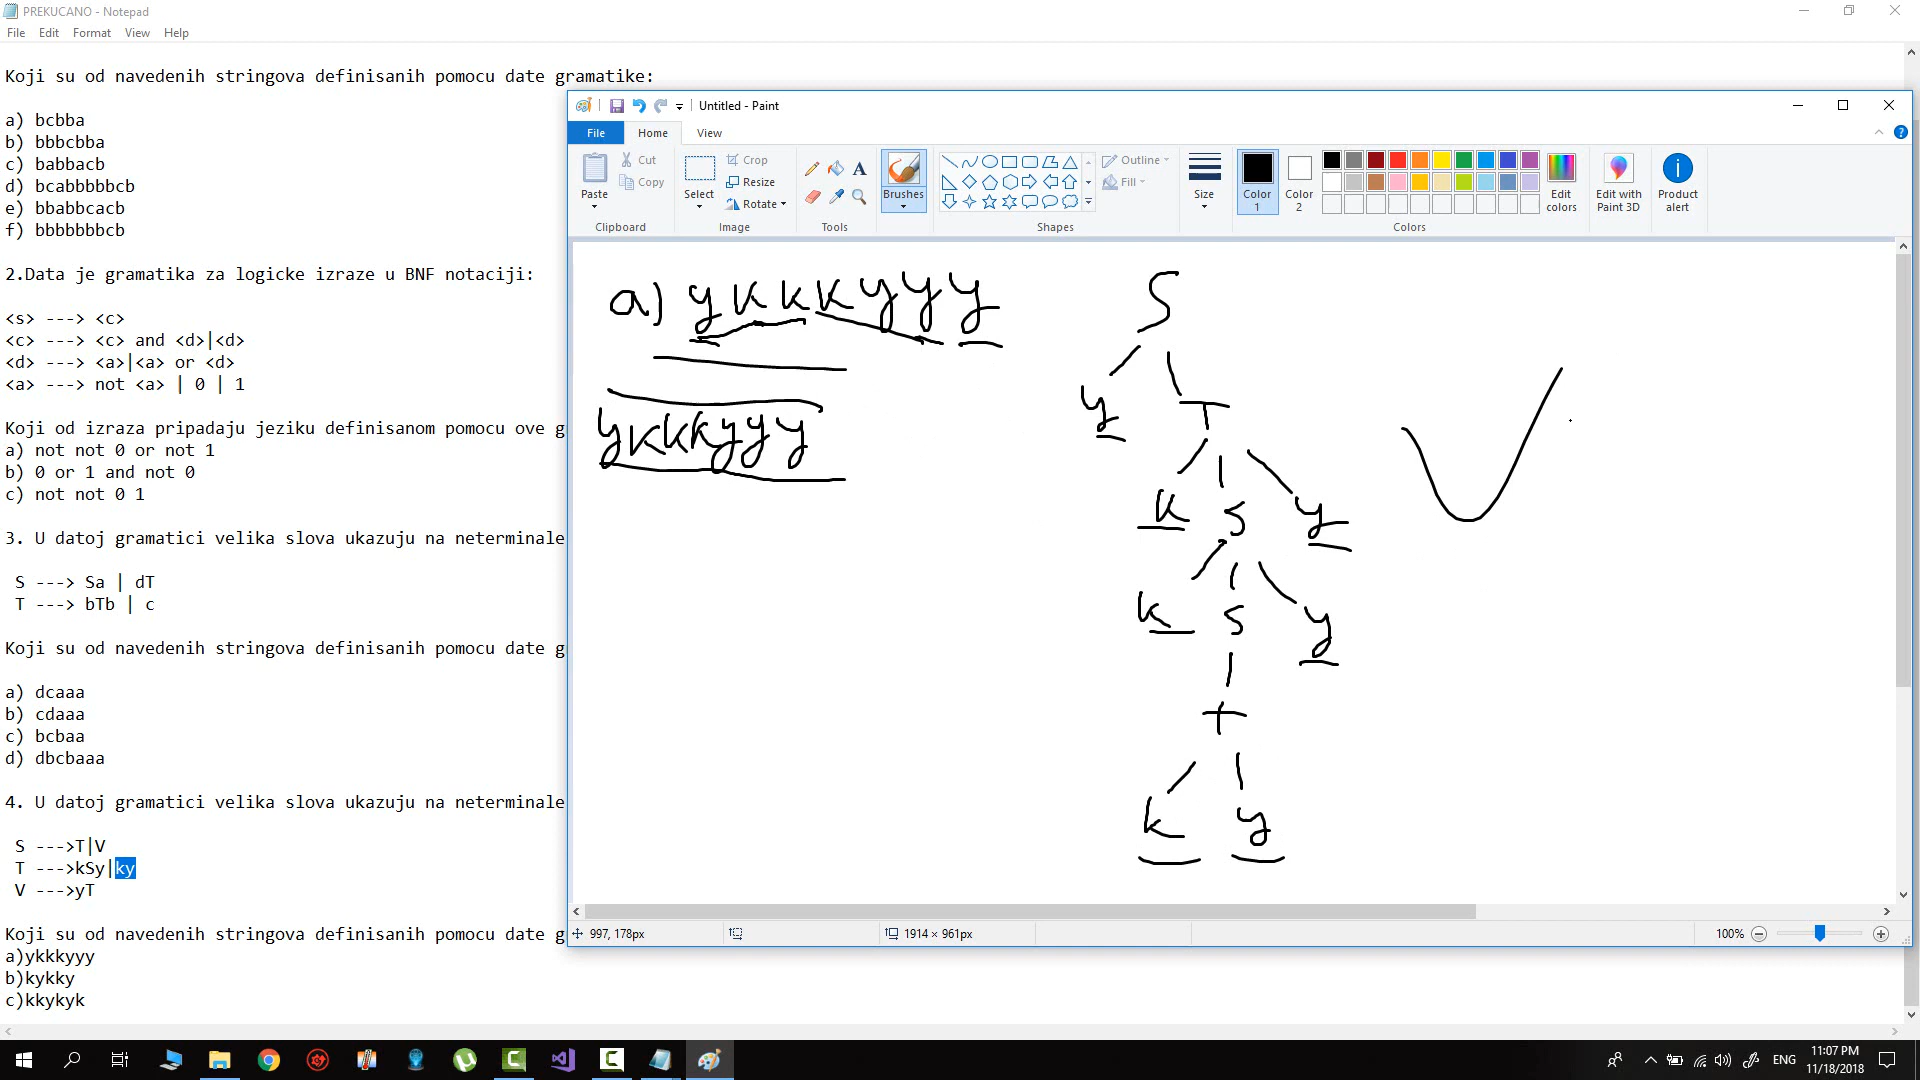 PREKUCANO - Notepad
File Edit Format View Help
Koji su od navedenih stringova definisanih pomocu date gramatike:
a) bcbba
b) bbbcbba
c) babbacb
d) bcabbbbbcb
e) bbabbcacb
f) bbbbbbbcb
2.Data je gramatika za logicke izraze u BNF notaciji:
<s> ---> <c>
<c> ---> <c> and <d>|<d>
<d> ---> <a>|<a> or <d>
<a> ---> not <a> | 0 | 1
Koji od izraza pripadaju jeziku definisanom pomocu ove g
a) not not 0 or not 1
b) 0 or 1 and not 0
c) not not 0 1
3. U datoj gramatici velika slova ukazuju na neterminale
S ---> Sa | dT
T ---> bTb | c
Koji su od navedenih stringova definisanih pomocu date g
a) dcaaa
b) cdaaa
c) bcbaa
d) dbcbaaa
4. U datoj gramatici velika slova ukazuju na neterminale
S --->T|V
T --->kSy|ky
V --->yT
Koji su od navedenih stringova definisanih pomocu date g
a)ykkkyyy
b)kykky
c)kkykyk
Untitled - Paint
File Home View
Paste Cut Copy
Clipboard
Select Crop Resize Rotate
Image
Tools
Brushes
Shapes
Outline
Fill
Size
Color 1
Color 2
Edit colors
Colors
Edit with Paint 3D
Product alert
a) ykkkyyy
ykkkyyy
S
y T
k S y
k S y
T
k y
997, 178px
1914 × 961px
100%
ENG
11:07 PM
11/18/2018